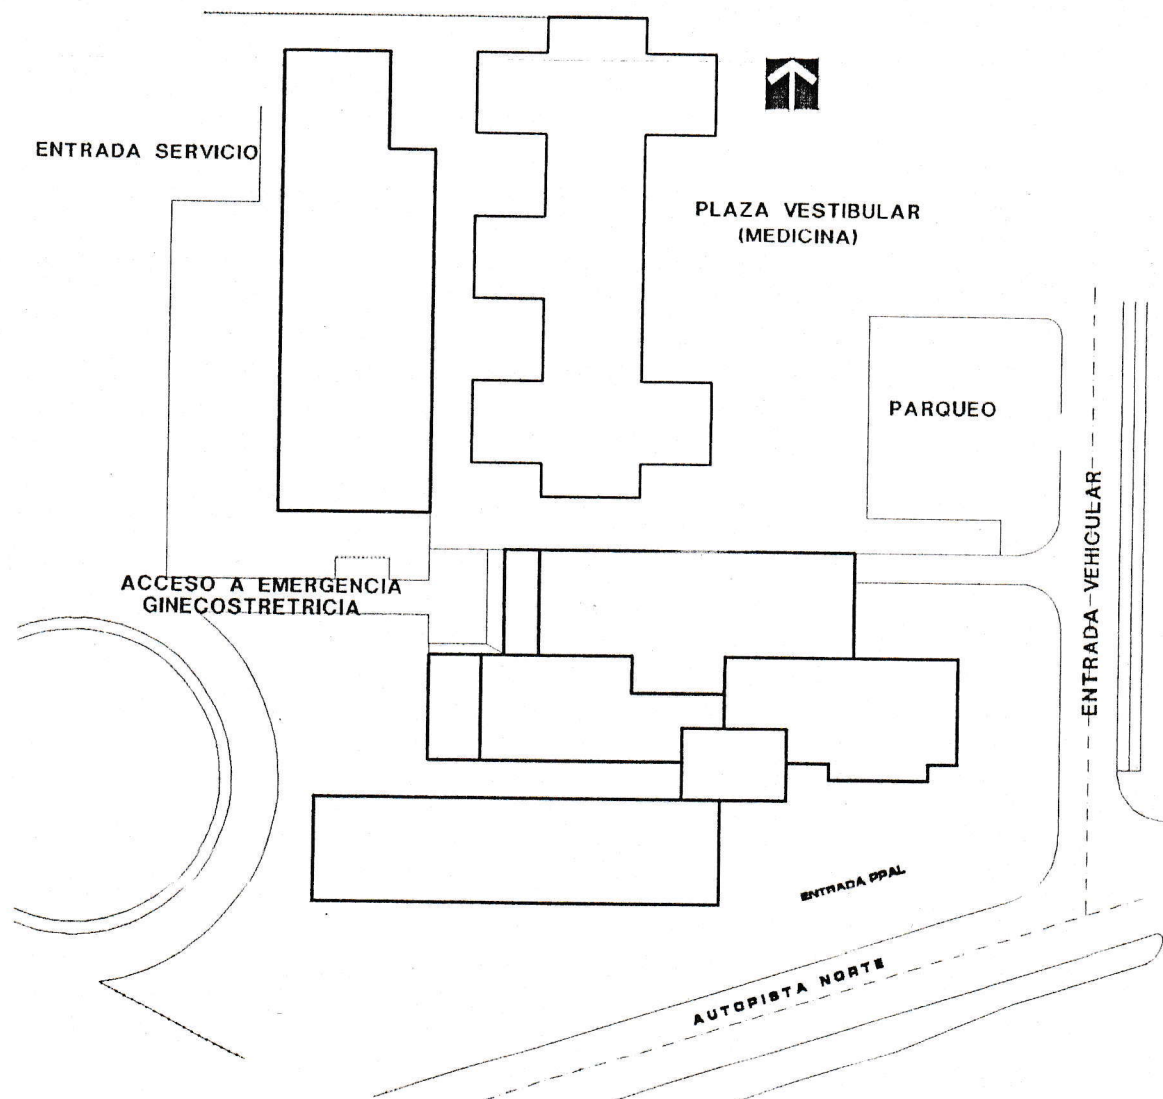 ENTRADA SERVICIO
PLAZA VESTIBULAR
(MEDICINA)
PARQUEO
ENTRADA VEHICULAR
ACCESO A EMERGENCIA
GINECOSTRETRICIA
ENTRADA PPAL
AUTOPISTA NORTE